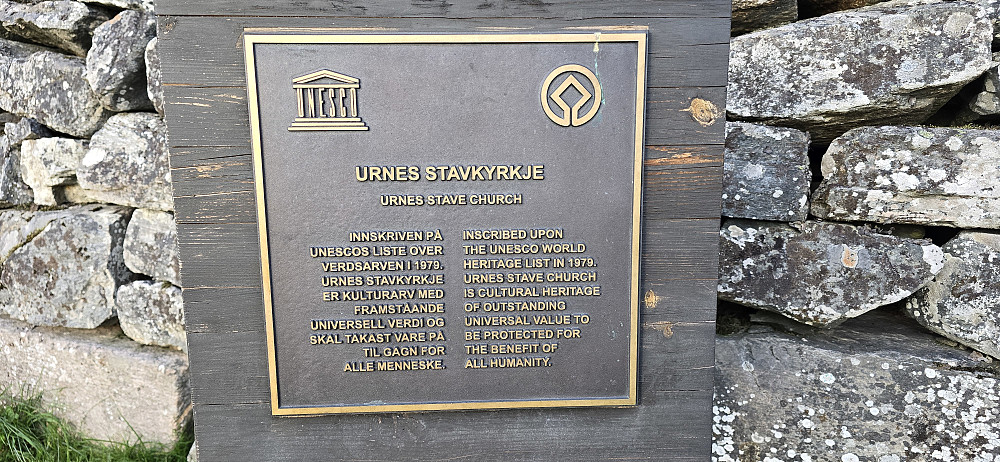 UNESCO
URNES STAVKYRKJE
URNES STAVE CHURCH
INNSKRIVEN PÅ
UNESCOS LISTE OVER
VERDSARVEN I 1979.
URNES STAVKYRKJE
ER KULTURARV MED
FRAMSTÅANDE
UNIVERSELL VERDI OG
SKAL TAKAST VARE PÅ
TIL GAGN FOR
ALLE MENNESKE.
INSCRIBED UPON
THE UNESCO WORLD
HERITAGE LIST IN 1979.
URNES STAVE CHURCH
IS CULTURAL HERITAGE
OF OUTSTANDING
UNIVERSAL VALUE TO
BE PROTECTED FOR
THE BENEFIT OF
ALL HUMANITY.